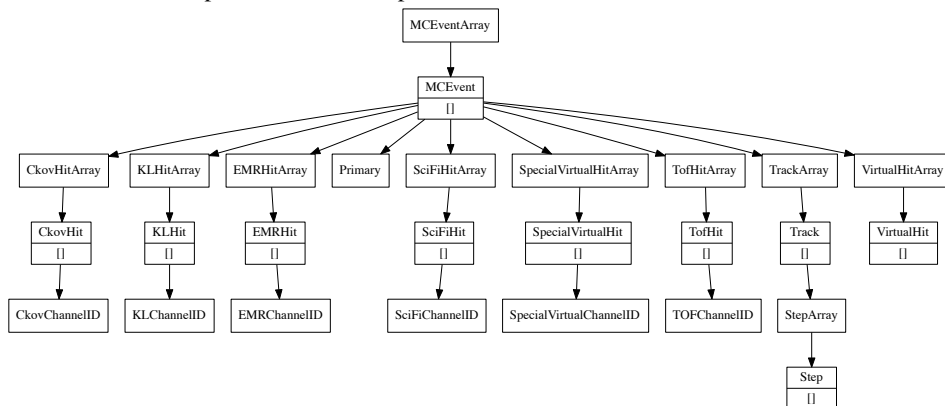 MCEventArray
MCEvent
[]
CkovHitArray
KLHitArray
EMRHitArray
Primary
SciFiHitArray
SpecialVirtualHitArray
TofHitArray
TrackArray
VirtualHitArray
CkovHit
[]
KLHit
[]
EMRHit
[]
SciFiHit
[]
SpecialVirtualHit
[]
TofHit
[]
Track
[]
VirtualHit
[]
CkovChannelID
KLChannelID
EMRChannelID
SciFiChannelID
SpecialVirtualChannelID
TOFChannelID
StepArray
Step
[]